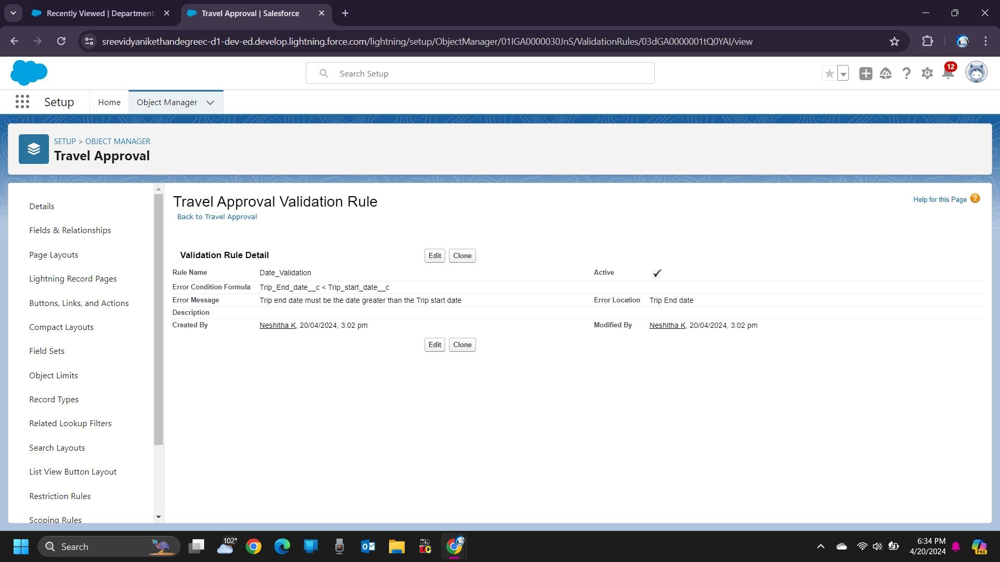 Recently Viewed | Department
Travel Approval | Salesforce
sreevidyanikethandegreec-d1-dev-ed.develop.lightning.force.com/lightning/setup/ObjectManager/01IGA0000030JnS/ValidationRules/03dGA0000001tQ0YAI/view
Search Setup
12
Setup
Home
Object Manager
SETUP > OBJECT MANAGER
Travel Approval
Details
Fields & Relationships
Page Layouts
Lightning Record Pages
Buttons, Links, and Actions
Compact Layouts
Field Sets
Object Limits
Record Types
Related Lookup Filters
Search Layouts
List View Button Layout
Restriction Rules
Scoping Rules
Travel Approval Validation Rule
Help for this Page ?
Back to Travel Approval
Validation Rule Detail
Edit Clone
Rule Name Date_Validation Active
Error Condition Formula Trip_End_date__c < Trip_start_date__c
Error Message Trip end date must be the date greater than the Trip start date Error Location Trip End date
Description
Created By Neshitha K, 20/04/2024, 3:02 pm Modified By Neshitha K, 20/04/2024, 3:02 pm
Edit Clone
Search
102°
MS
6:34 PM
4/20/2024
PRE